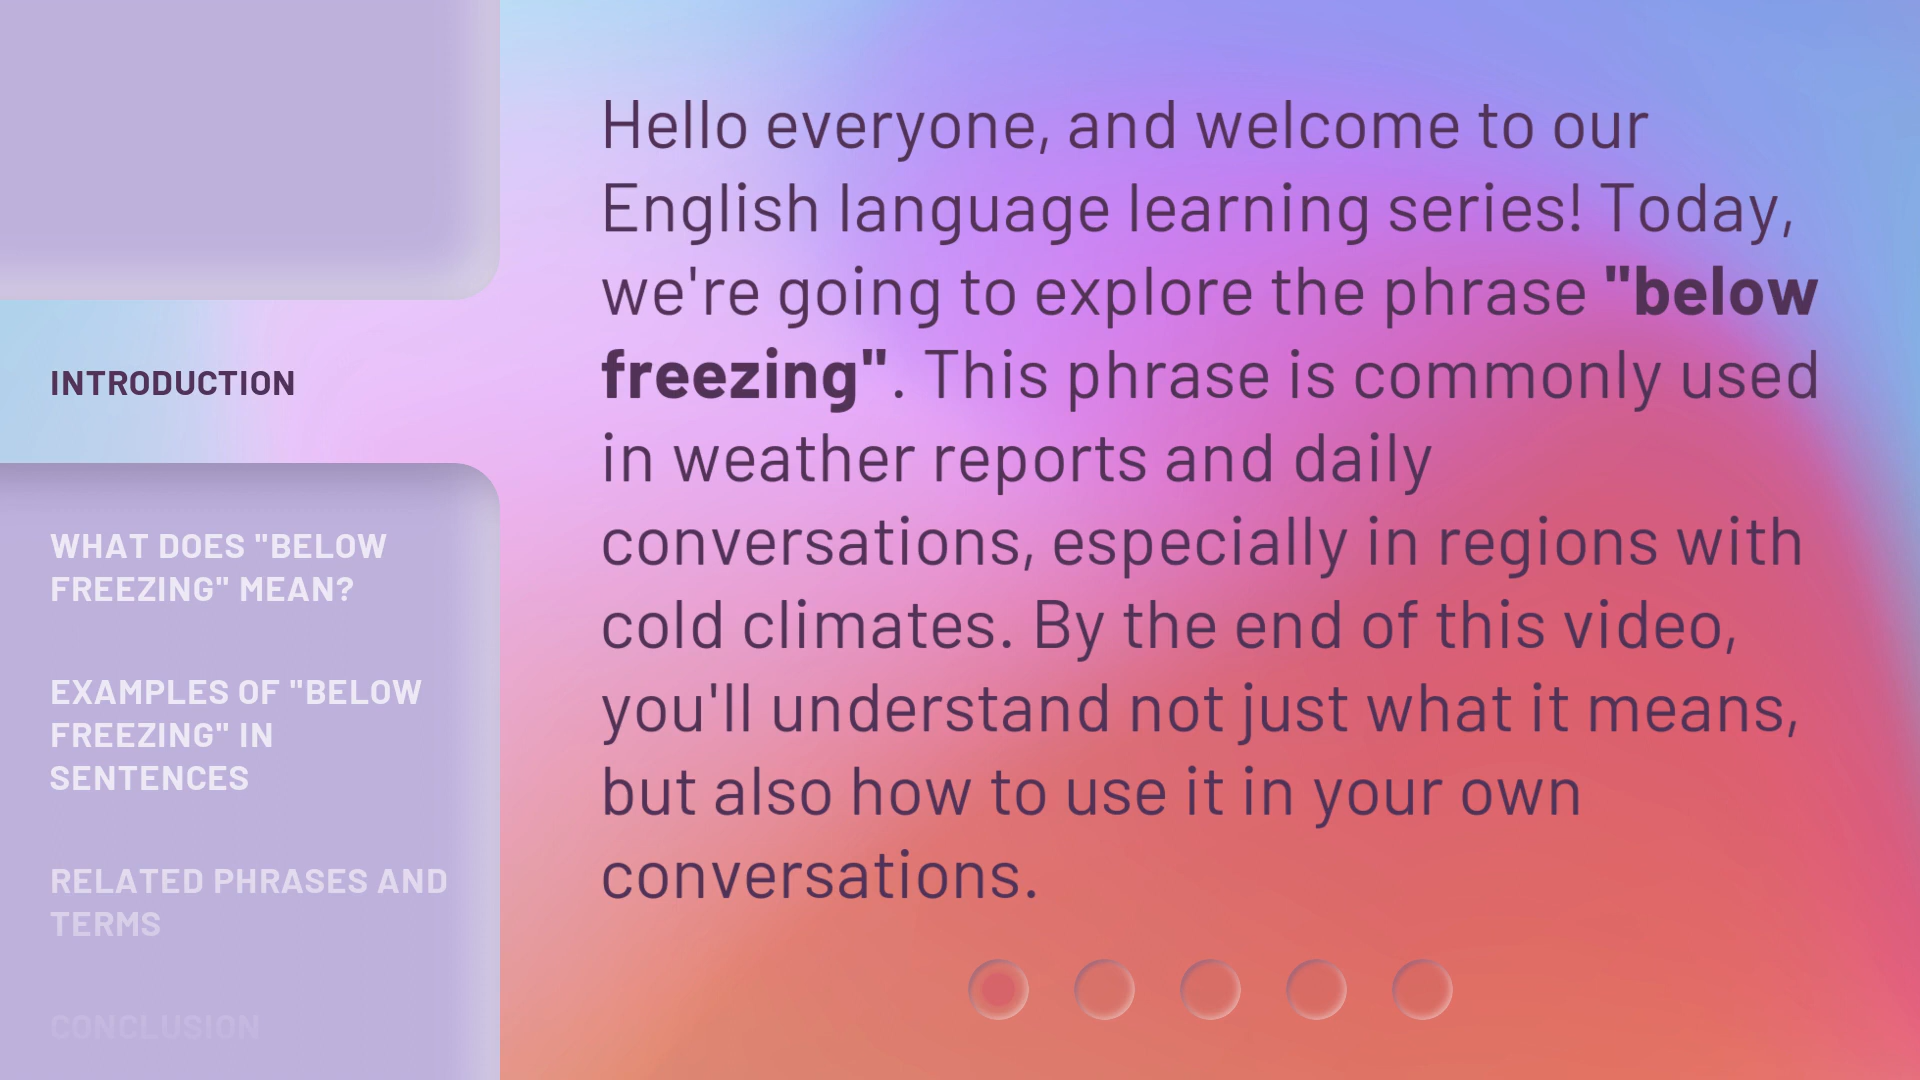 INTRODUCTION
WHAT DOES "BELOW
FREEZING" MEAN?
EXAMPLES OF "BELOW
FREEZING" IN
SENTENCES
RELATED PHRASES AND
TERMS
CONCLUSION
Hello everyone, and welcome to our
English language learning series! Today,
we're going to explore the phrase "below
freezing". This phrase is commonly used
in weather reports and daily
conversations, especially in regions with
cold climates. By the end of this video,
you'll understand not just what it means,
but also how to use it in your own
conversations.